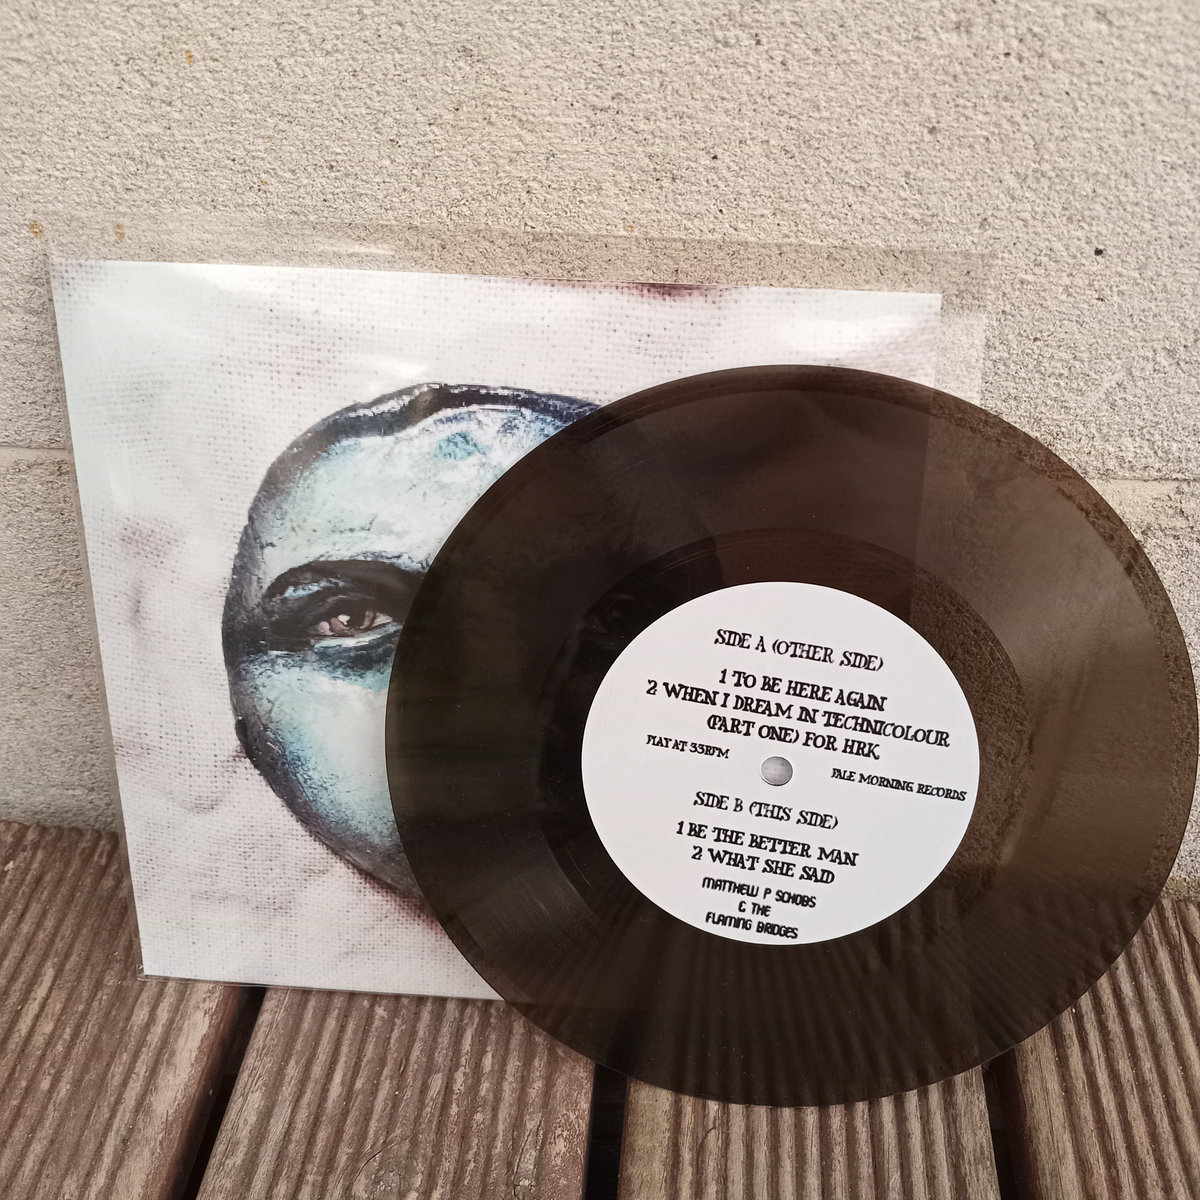 SIDE A (OTHER SIDE)
1 TO BE HERE AGAIN
2 WHEN I DREAM IN TECHNICOLOUR
(PART ONE) FOR HRK
PLAY AT 33RPM
PALE MORNING RECORDS
SIDE B (THIS SIDE)
1 BE THE BETTER MAN
2 WHAT SHE SAID
MATTHEW P SCHOBS
& THE
FLAMING BRIDGES